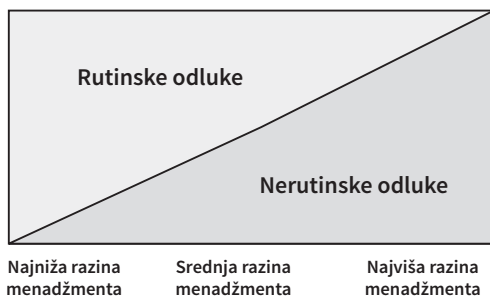 Rutinske odluke
Nerutinske odluke
Najniža razina
menadžmenta
Srednja razina
menadžmenta
Najviša razina
menadžmenta